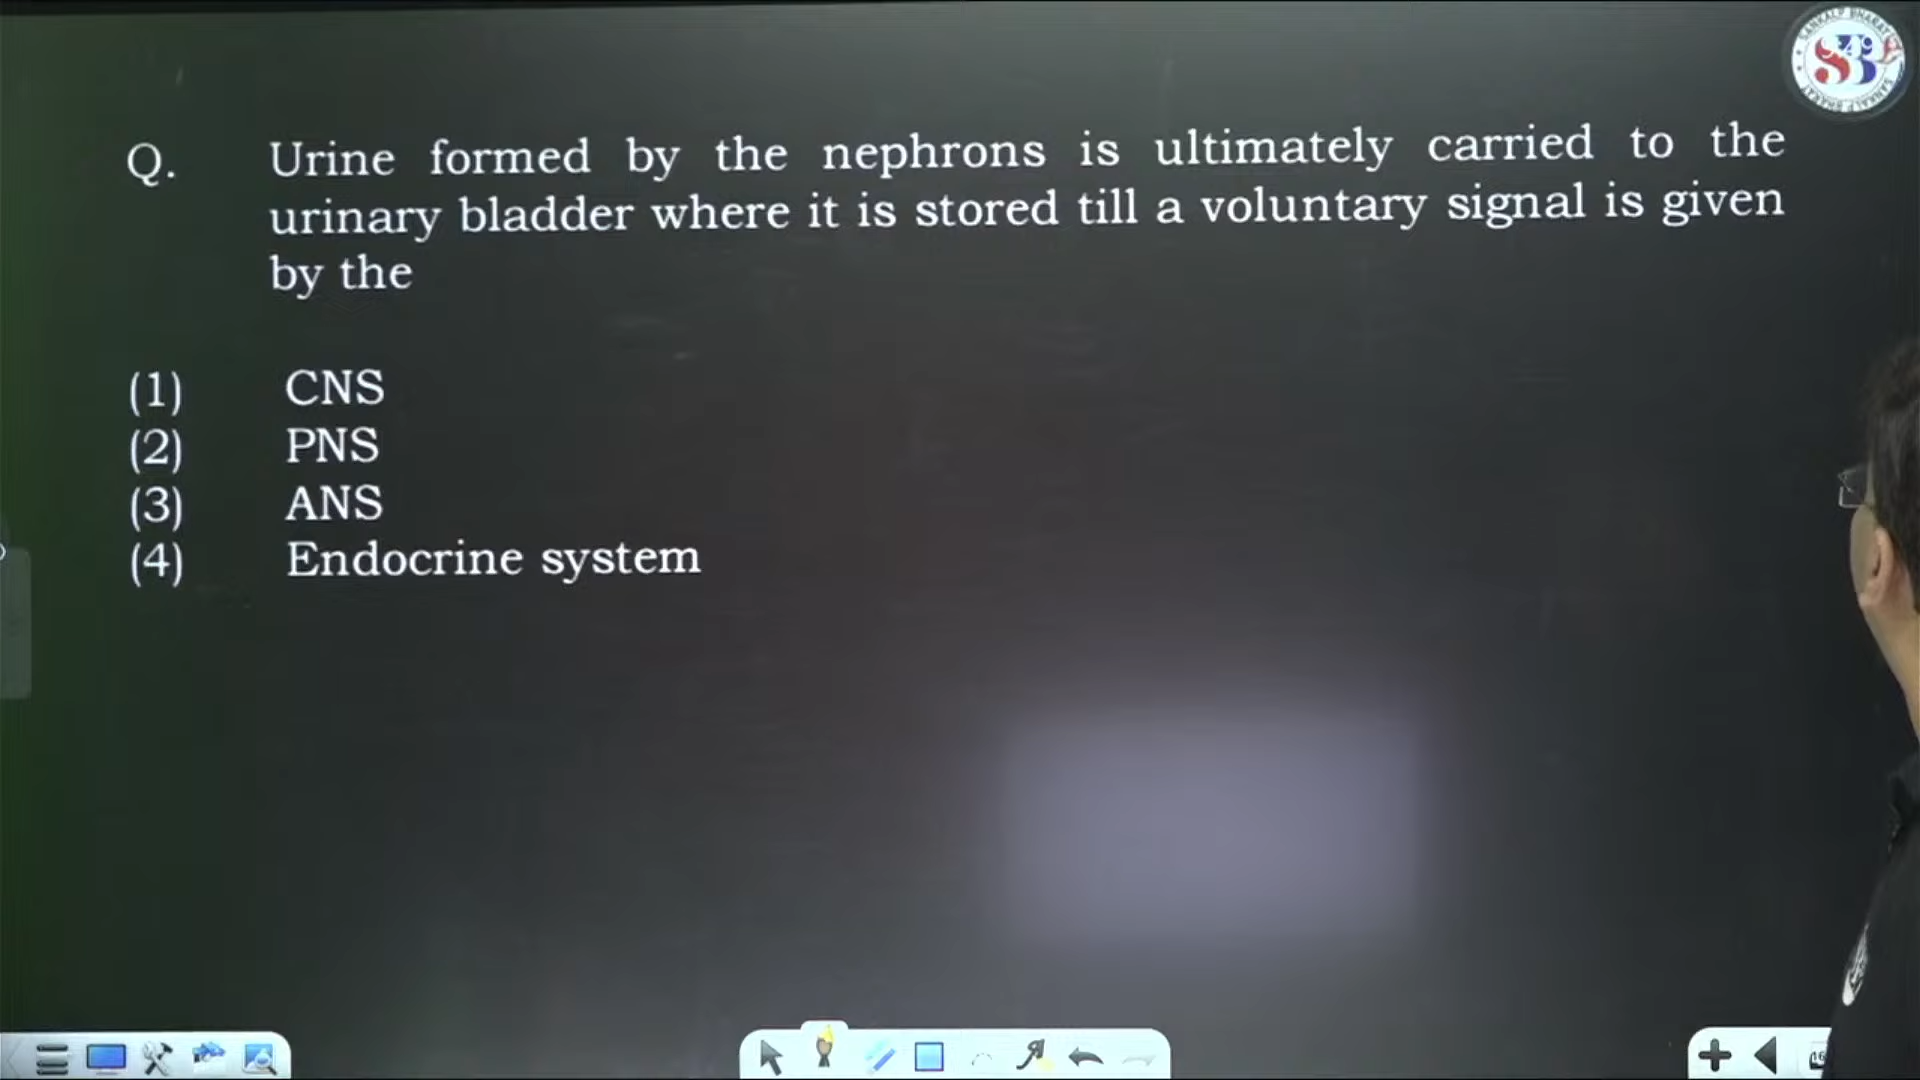 Q. Urine formed by the nephrons is ultimately carried to the
urinary bladder where it is stored till a voluntary signal is given
by the
(1) CNS
(2) PNS
(3) ANS
(4) Endocrine system